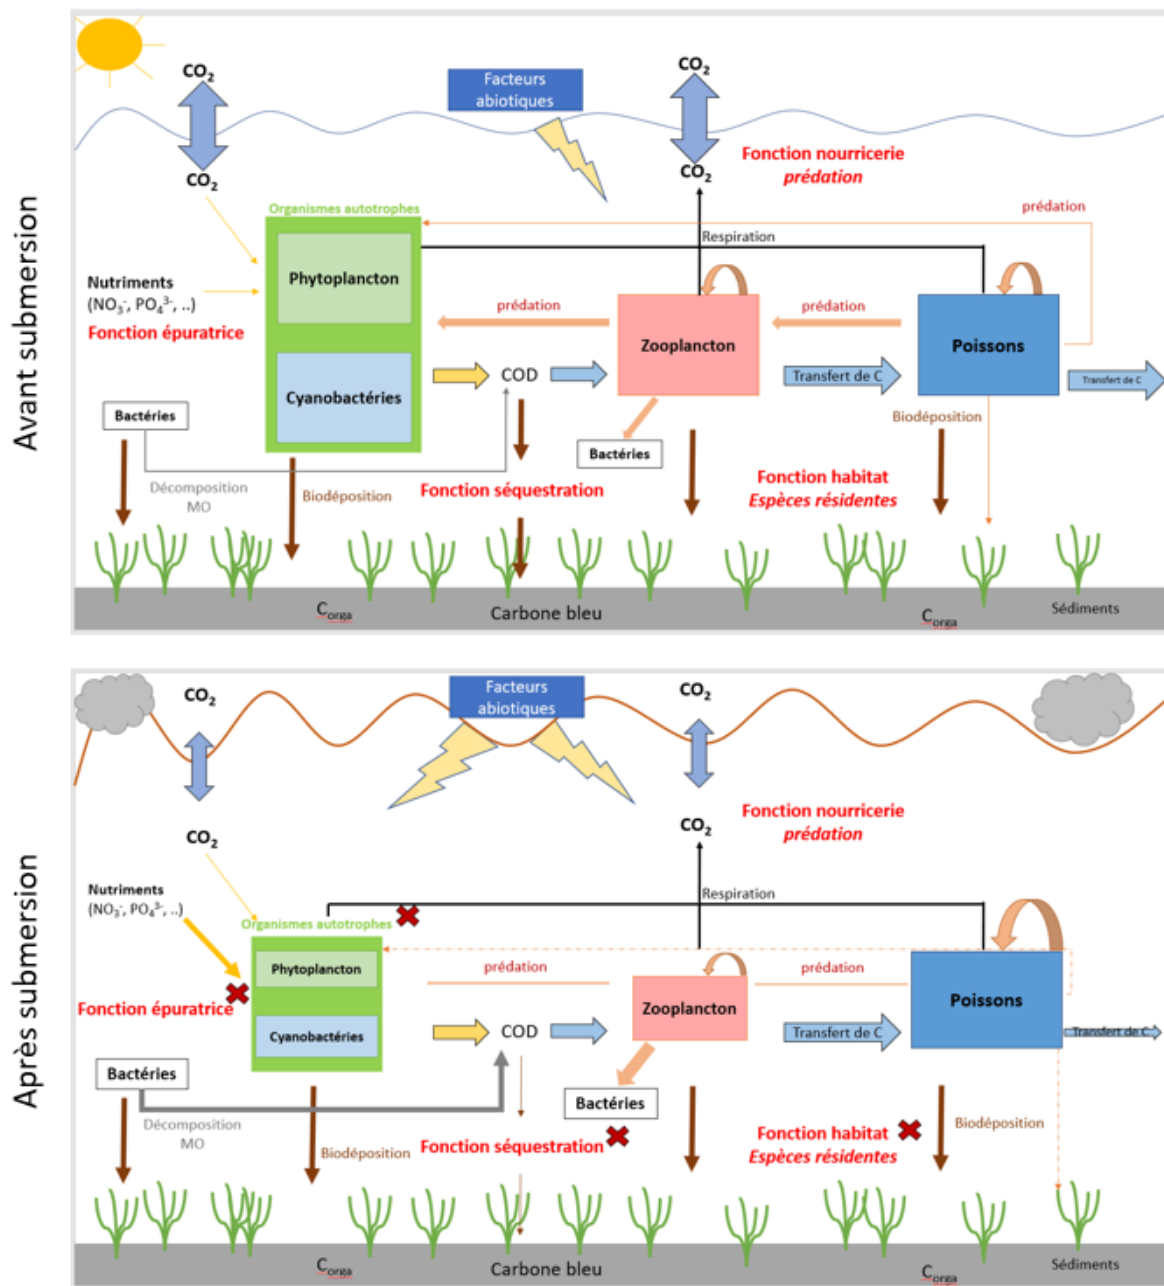 Avant submersion
CO2
CO2
Facteurs
abiotiques
CO2
CO2
Fonction nourricerie
prédation
Organismes autotrophes
prédation
Respiration
Phytoplancton
Nutriments
(NO3-, PO43-, ..)
Fonction épuratrice
prédation
prédation
Zooplancton
Poissons
COD
Transfert de C
Transfert de C
Cyanobactéries
Bactéries
Biodéposition
Bactéries
Décomposition
MO
Biodéposition
Fonction séquestration
Fonction habitat
Espèces résidentes
Corga
Carbone bleu
Corga
Sédiments
Après submersion
CO2
Facteurs
abiotiques
CO2
CO2
Fonction nourricerie
prédation
CO2
Nutriments
(NO3-, PO43-, ..)
Respiration
Organismes autotrophes
Phytoplancton
prédation
prédation
Fonction épuratrice
Zooplancton
Poissons
Cyanobactéries
COD
Transfert de C
Transfert de C
Bactéries
Bactéries
Décomposition
MO
Biodéposition
Fonction séquestration
Fonction habitat
Espèces résidentes
Biodéposition
Corga
Carbone bleu
Corga
Sédiments